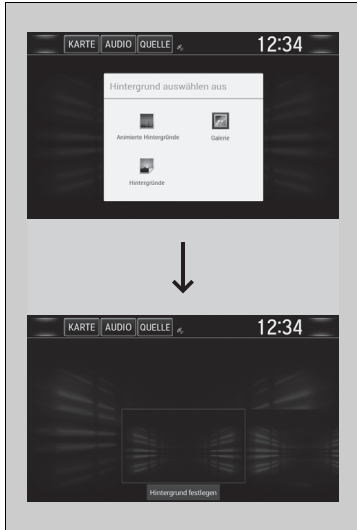 KARTE AUDIO QUELLE 12:34
Hintergrund auswählen aus
Animierte Hintergründe Galerie
Hintergründe
KARTE AUDIO QUELLE 12:34
Hintergrund festlegen